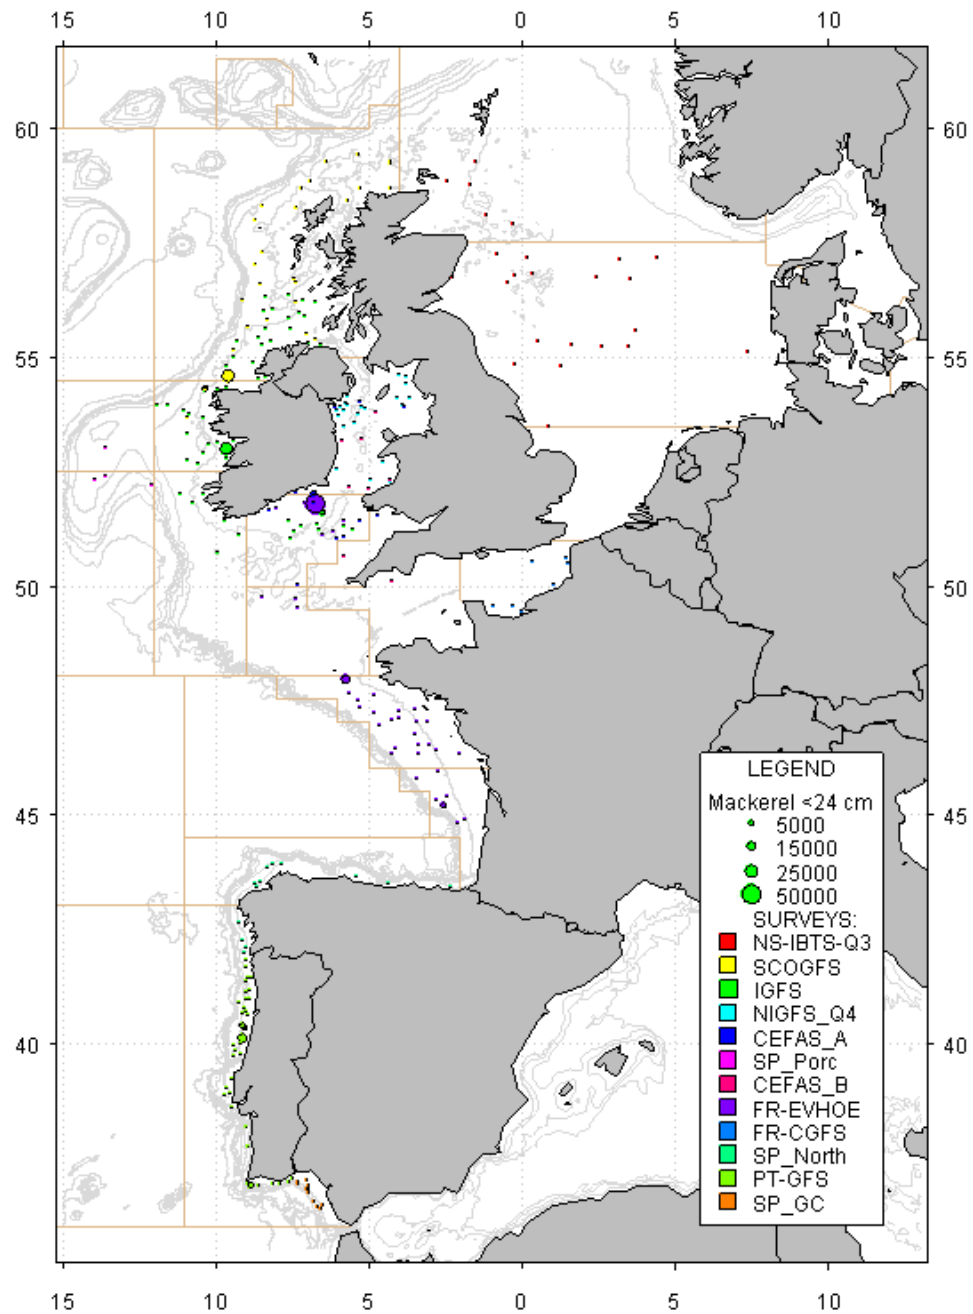 15 10 5 0 5 10
60 60
55 55
50 50
LEGEND
Mackerel <24 cm
5000
45 45
15000
25000
50000
SURVEYS:
NS-IBTS-Q3
SCOGFS
IGFS
NIGFS_Q4
CEFAS_A
40 40
SP_Porc
CEFAS_B
FR-EVHOE
FR-CGFS
SP_North
PT-GFS
SP_GC
15 10 5 0 5 10